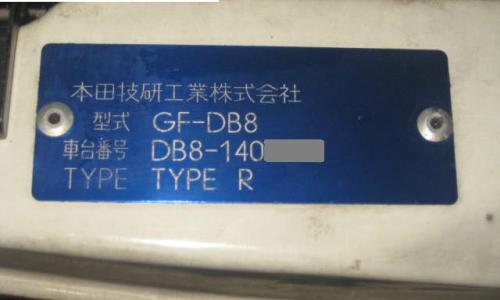 本田技研工業株式会社
型式 GF-DB8
車台番号 DB8-140
TYPE TYPE R